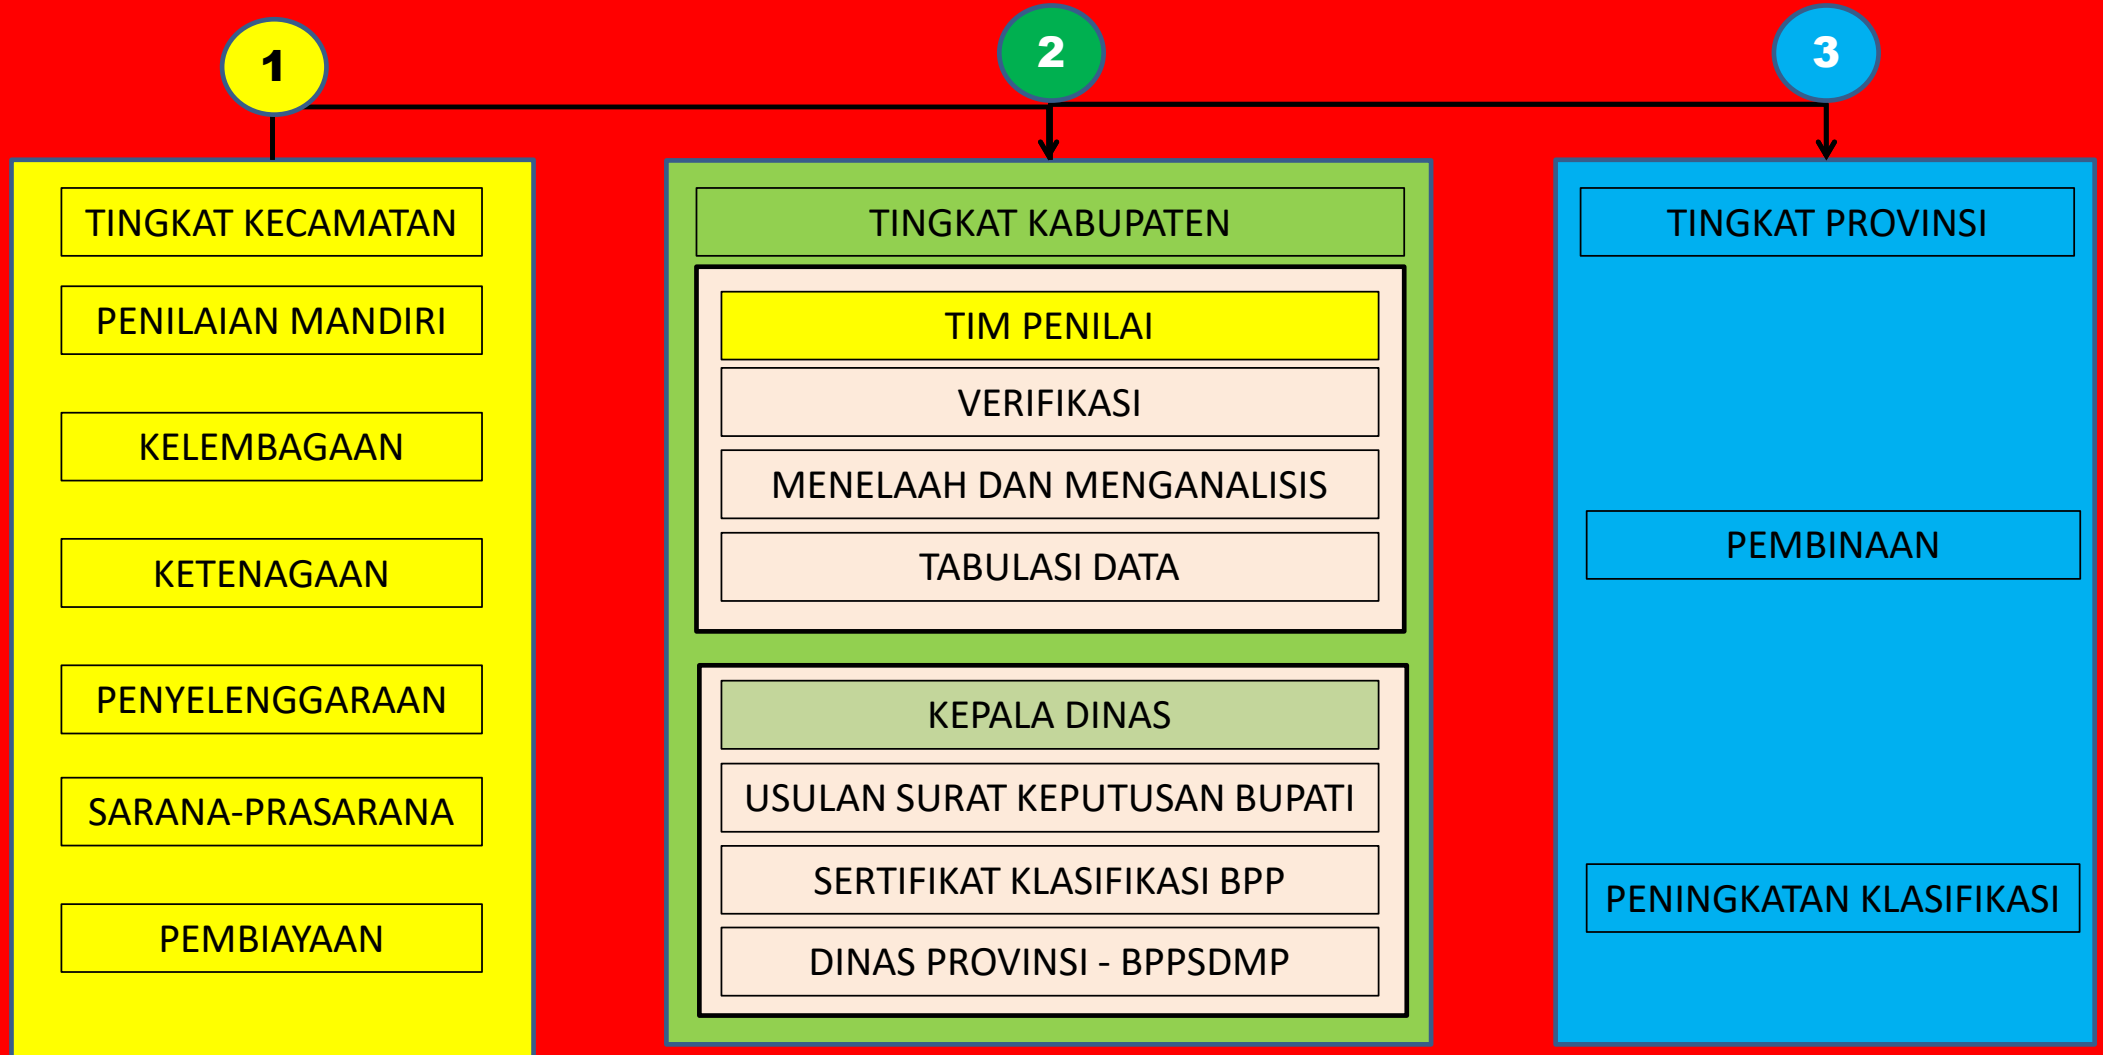 1
TINGKAT KECAMATAN
PENILAIAN MANDIRI
KELEMBAGAAN
KETENAGAAN
PENYELENGGARAAN
SARANA-PRASARANA
PEMBIAYAAN
2
TINGKAT KABUPATEN
TIM PENILAI
VERIFIKASI
MENELAAH DAN MENGANALISIS
TABULASI DATA
KEPALA DINAS
USULAN SURAT KEPUTUSAN BUPATI
SERTIFIKAT KLASIFIKASI BPP
DINAS PROVINSI - BPPSDMP
3
TINGKAT PROVINSI
PEMBINAAN
PENINGKATAN KLASIFIKASI